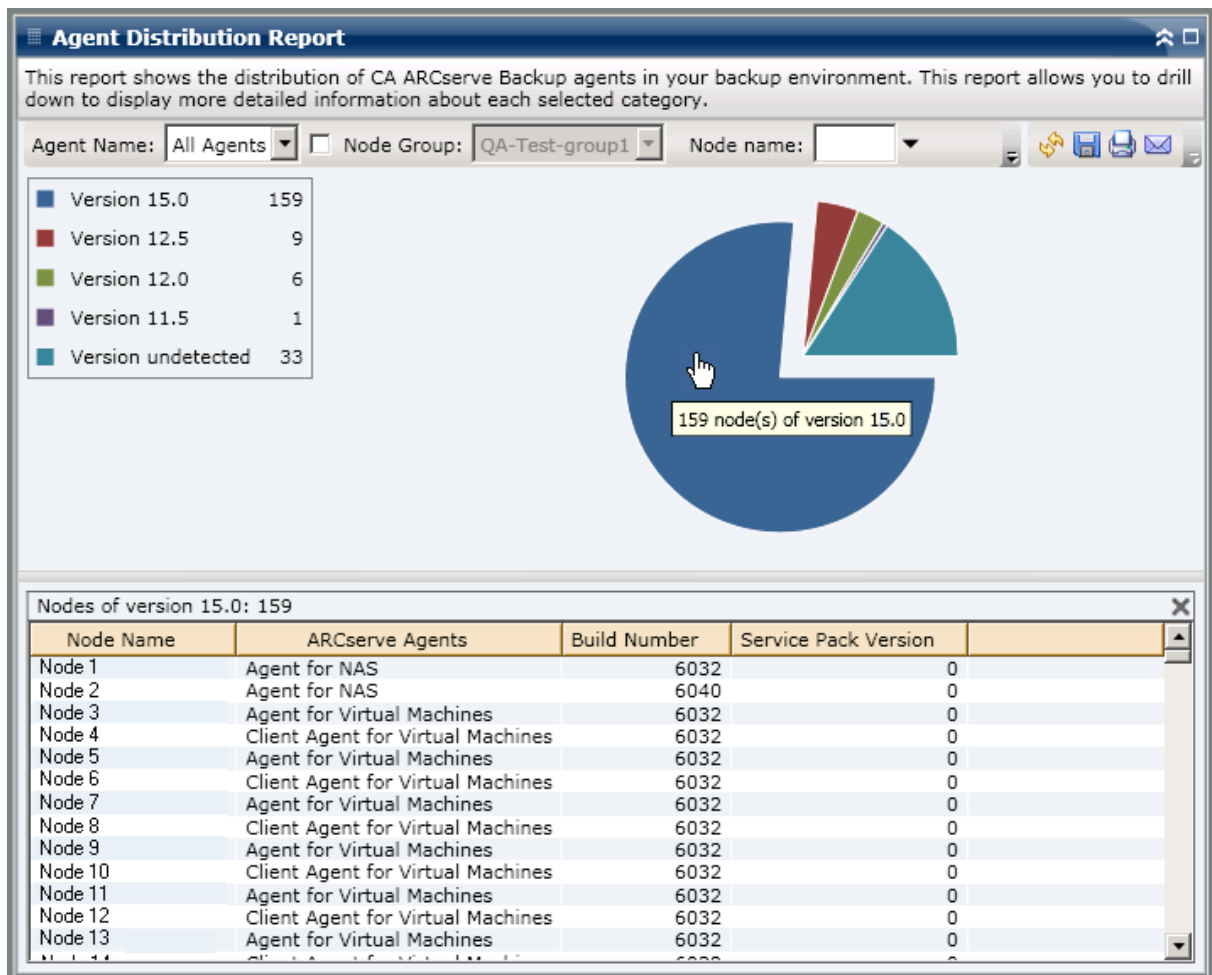 Agent Distribution Report
This report shows the distribution of CA ARCserve Backup agents in your backup environment. This report allows you to drill
down to display more detailed information about each selected category.
Agent Name: All Agents Node Group: QA-Test-group1 Node name:
Version 15.0 159
Version 12.5 9
Version 12.0 6
Version 11.5 1
Version undetected 33
159 node(s) of version 15.0
Nodes of version 15.0: 159
Node Name ARCserve Agents Build Number Service Pack Version
Node 1 Agent for NAS 6032 0
Node 2 Agent for NAS 6040 0
Node 3 Agent for Virtual Machines 6032 0
Node 4 Client Agent for Virtual Machines 6032 0
Node 5 Agent for Virtual Machines 6032 0
Node 6 Client Agent for Virtual Machines 6032 0
Node 7 Agent for Virtual Machines 6032 0
Node 8 Client Agent for Virtual Machines 6032 0
Node 9 Agent for Virtual Machines 6032 0
Node 10 Client Agent for Virtual Machines 6032 0
Node 11 Agent for Virtual Machines 6032 0
Node 12 Client Agent for Virtual Machines 6032 0
Node 13 Agent for Virtual Machines 6032 0